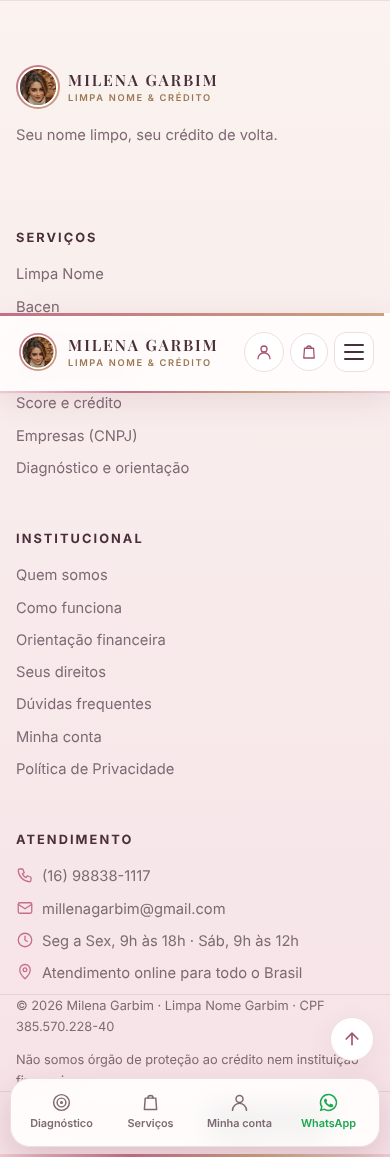 MILENA GARBIM
LIMPA NOME & CRÉDITO
Seu nome limpo, seu crédito de volta.
SERVIÇOS
Limpa Nome
Bacen
MILENA GARBIM
LIMPA NOME & CRÉDITO
Score e crédito
Empresas (CNPJ)
Diagnóstico e orientação
INSTITUCIONAL
Quem somos
Como funciona
Orientação financeira
Seus direitos
Dúvidas frequentes
Minha conta
Política de Privacidade
ATENDIMENTO
(16) 98838-1117
millenagarbim@gmail.com
Seg a Sex, 9h às 18h · Sáb, 9h às 12h
Atendimento online para todo o Brasil
© 2026 Milena Garbim · Limpa Nome Garbim · CPF
385.570.228-40
Não somos órgão de proteção ao crédito nem instituição
Diagnóstico
Serviços
Minha conta
WhatsApp